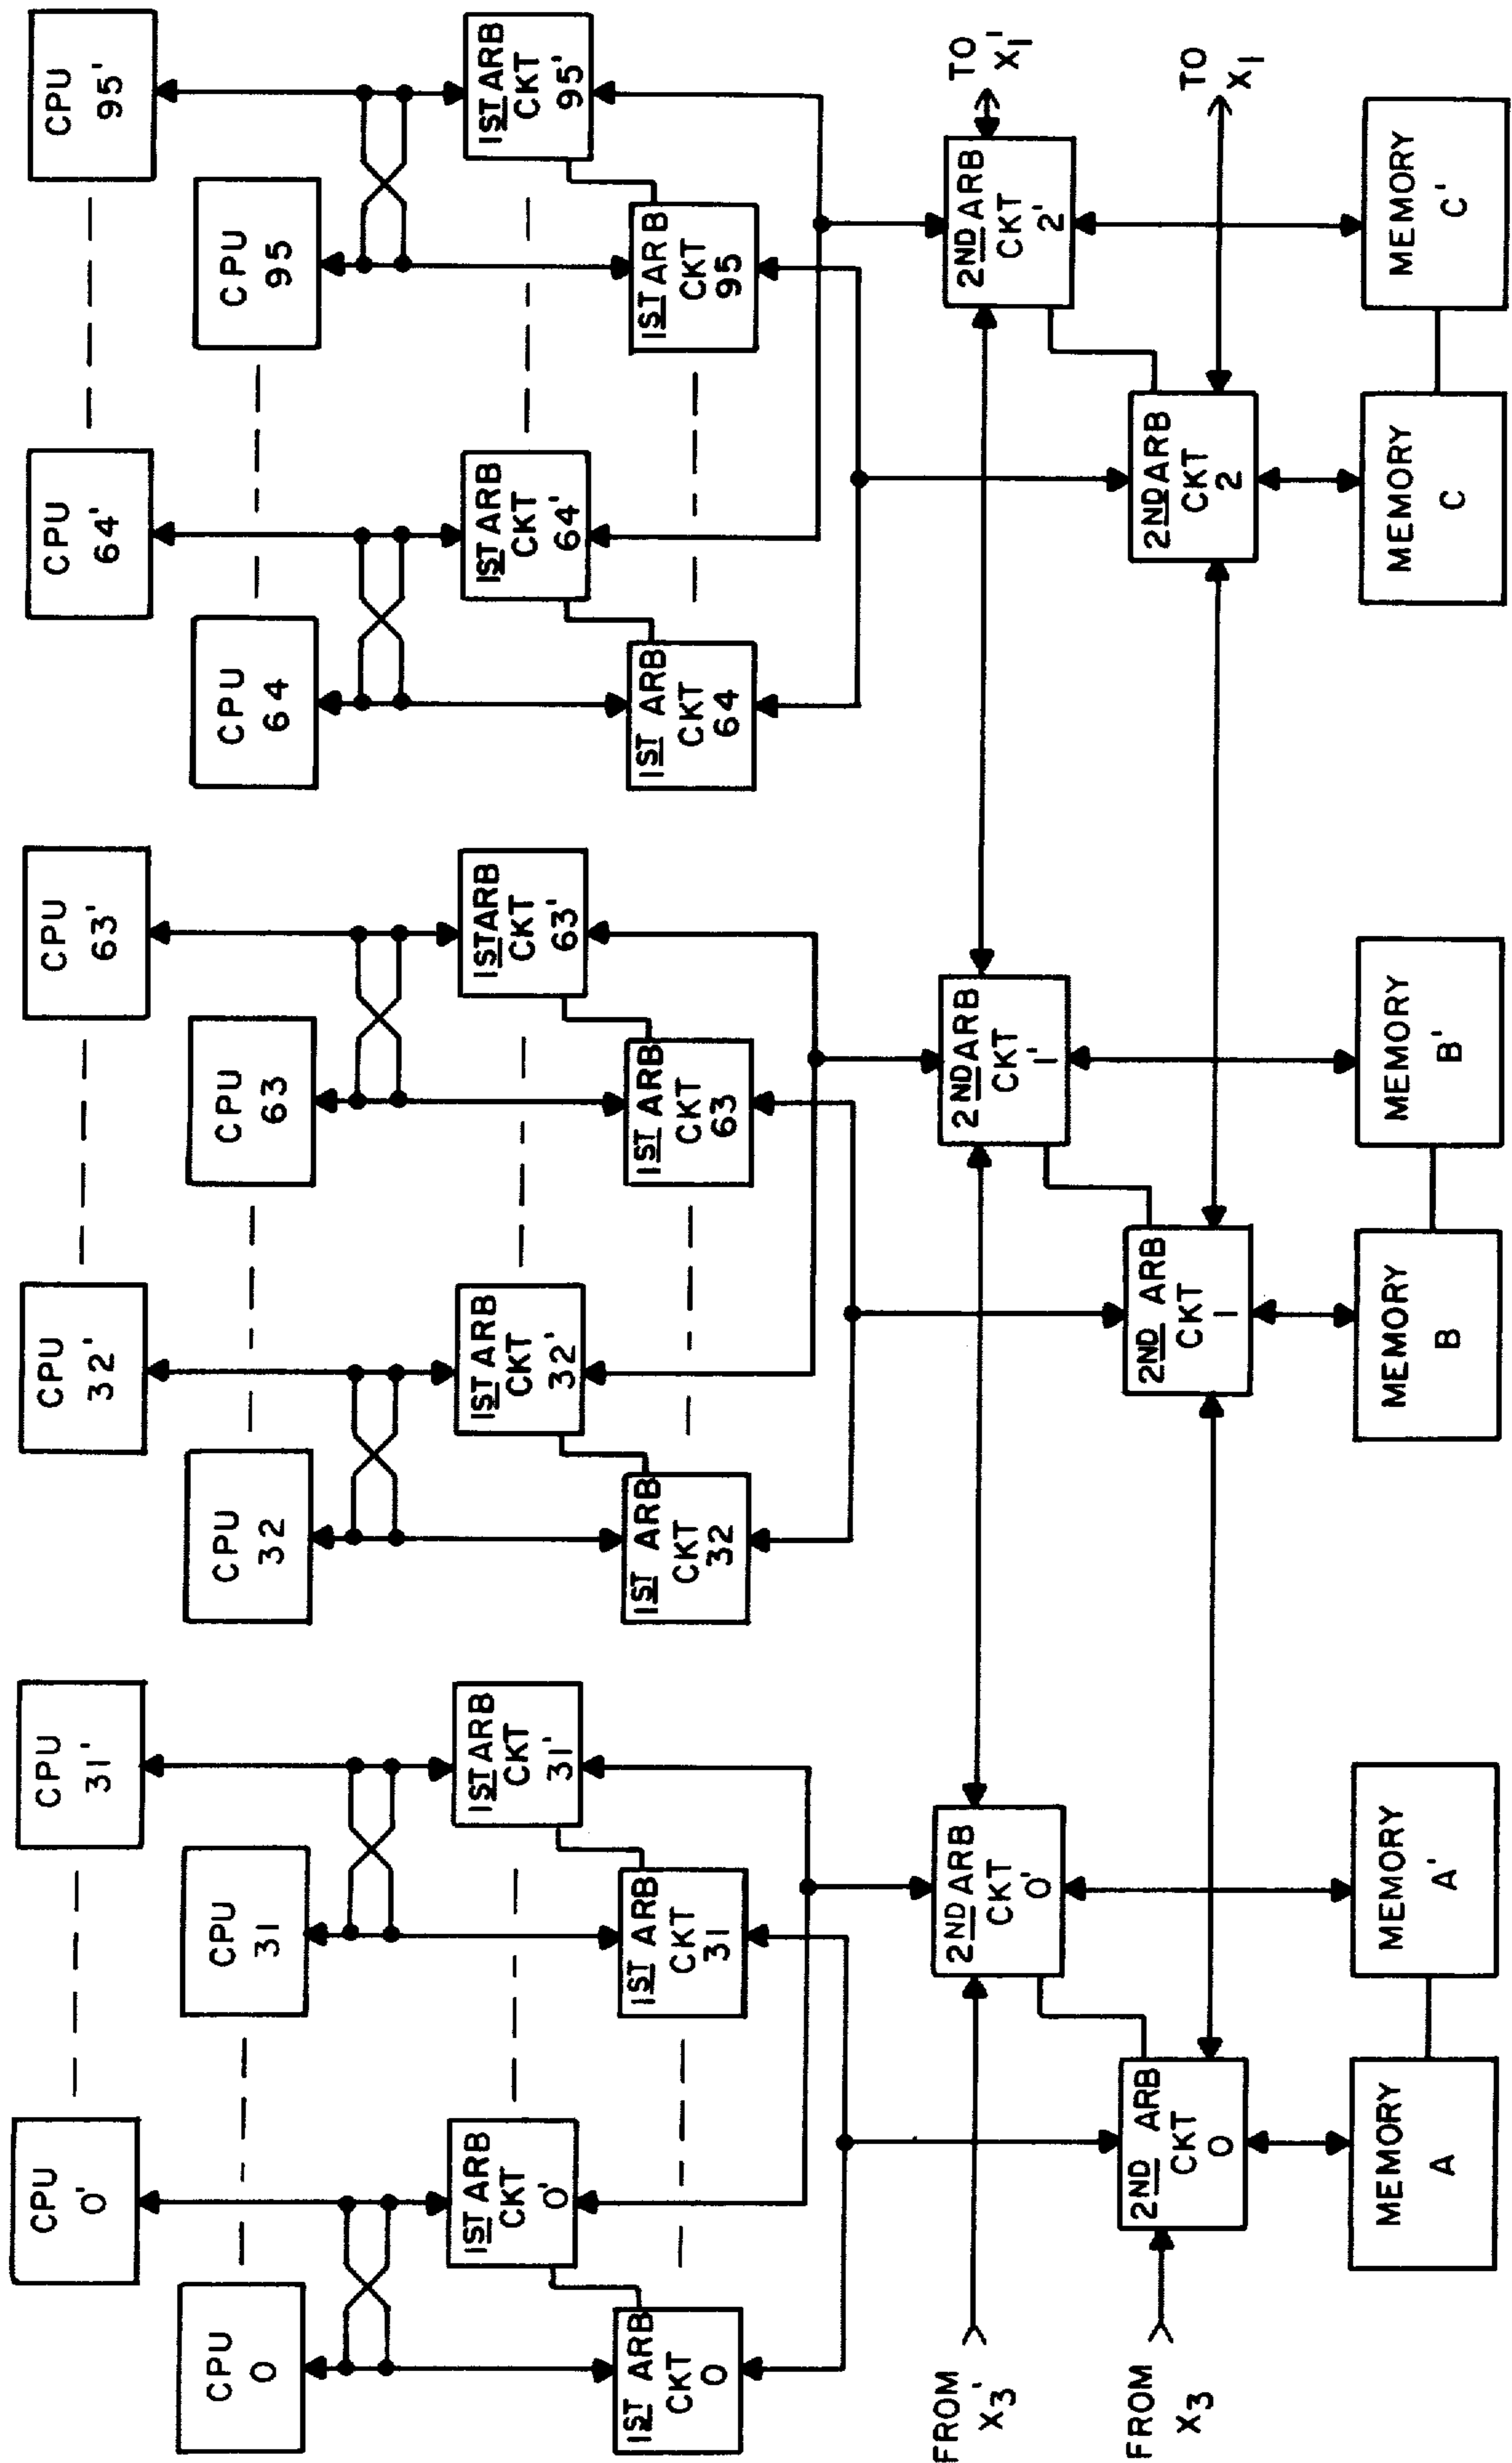 CPU
0'
CPU
31'
CPU
32'
CPU
63'
CPU
64'
CPU
95'
CPU
0
CPU
31
CPU
32
CPU
63
CPU
64
CPU
95
1ST ARB
CKT
0'
1ST ARB
CKT
31'
1ST ARB
CKT
32'
1ST ARB
CKT
63'
1ST ARB
CKT
64'
1ST ARB
CKT
95'
1ST ARB
CKT
0
1ST ARB
CKT
31
1ST ARB
CKT
32
1ST ARB
CKT
63
1ST ARB
CKT
64
1ST ARB
CKT
95
FROM
X3'
2ND ARB
CKT
0'
2ND ARB
CKT
1'
2ND ARB
CKT
2'
TO
X1'
FROM
X3
2ND ARB
CKT
0
2ND ARB
CKT
1
2ND ARB
CKT
2
TO
X1
MEMORY
A
MEMORY
A'
MEMORY
B
MEMORY
B'
MEMORY
C
MEMORY
C'